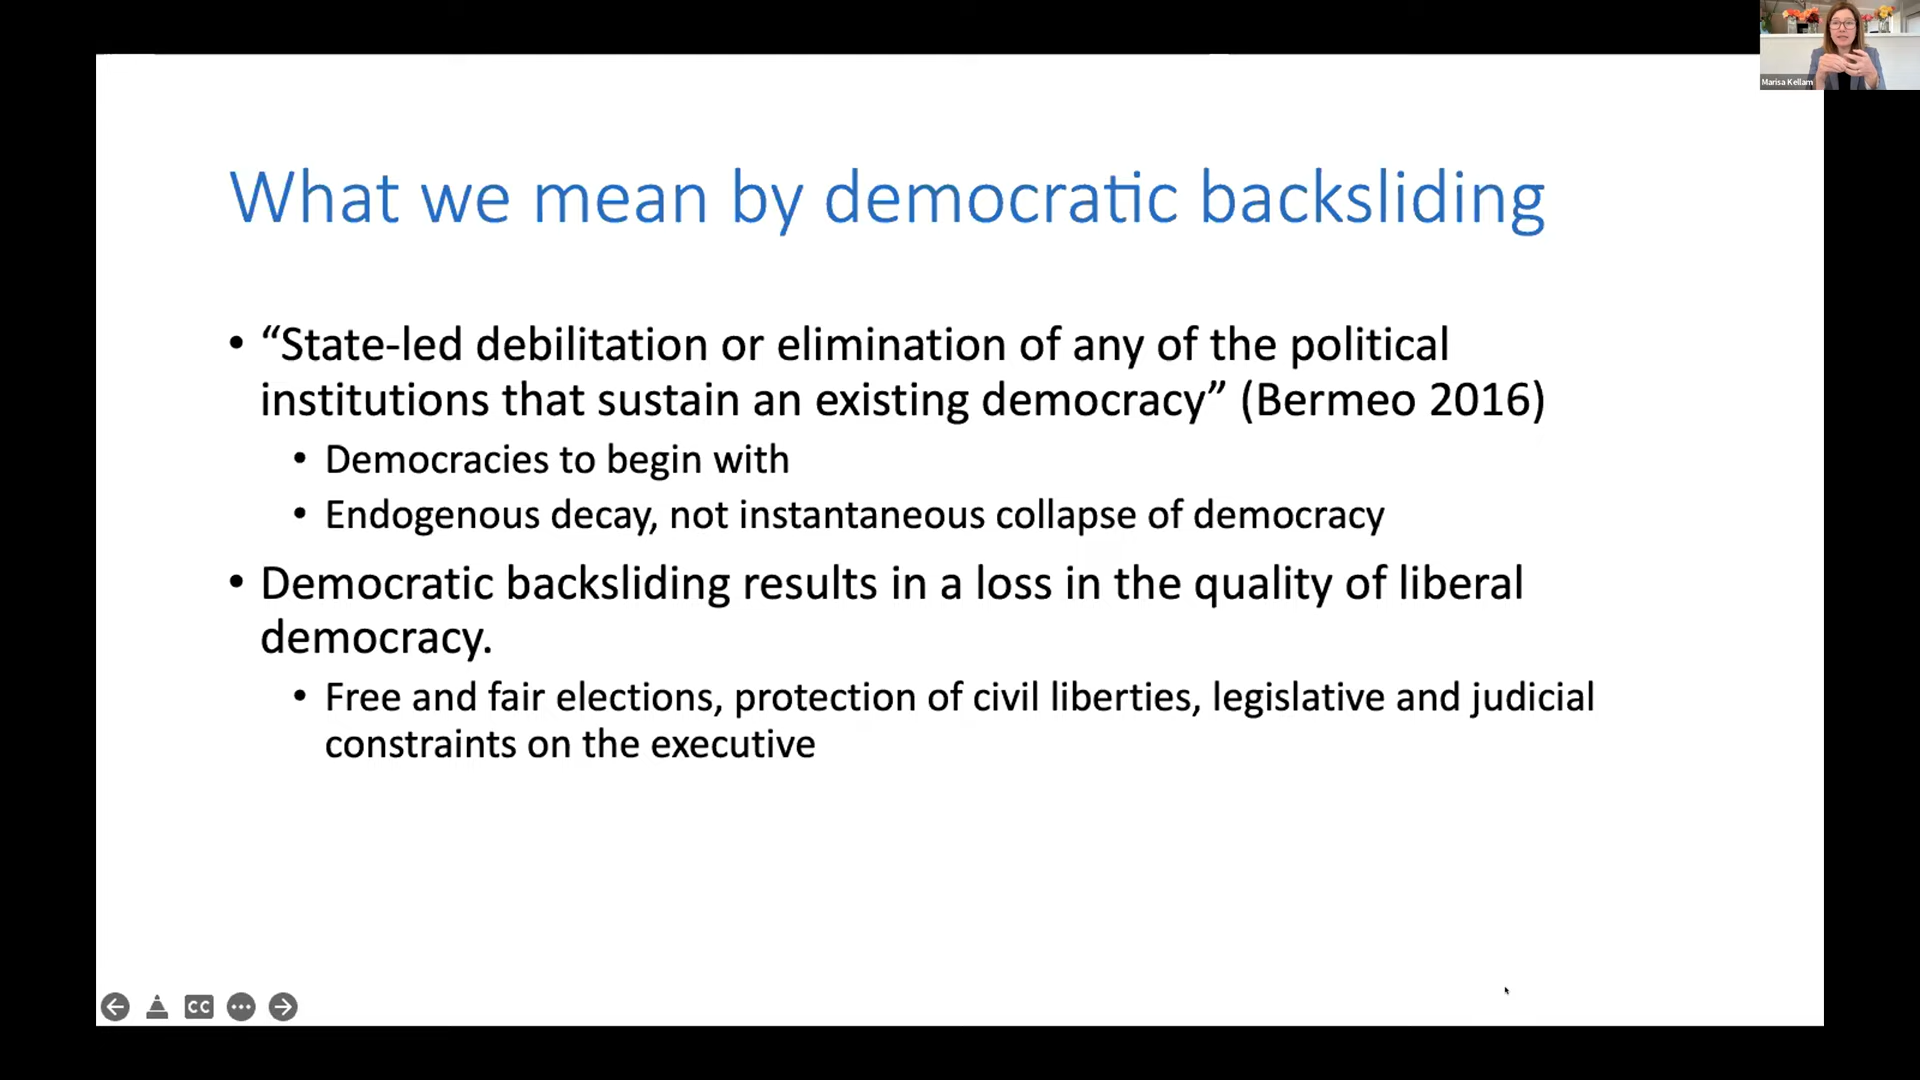 Marisa Kellam
What we mean by democratic backsliding
• “State-led debilitation or elimination of any of the political
institutions that sustain an existing democracy” (Bermeo 2016)
• Democracies to begin with
• Endogenous decay, not instantaneous collapse of democracy
• Democratic backsliding results in a loss in the quality of liberal
democracy.
• Free and fair elections, protection of civil liberties, legislative and judicial
constraints on the executive
CC